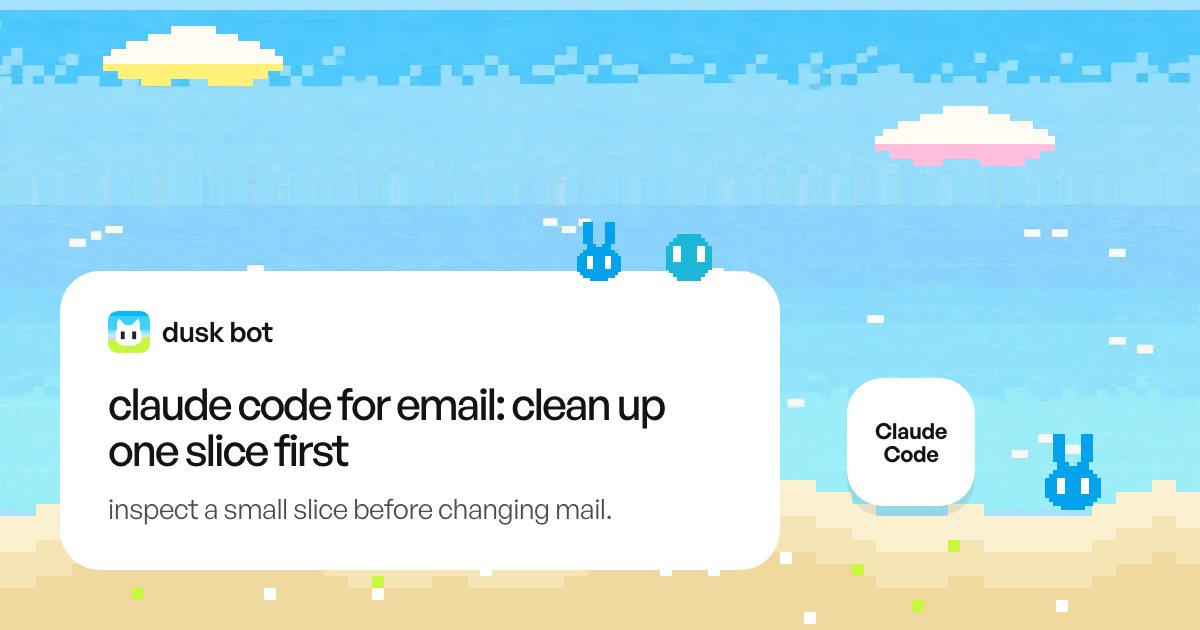 dusk bot
claude code for email: clean up
one slice first
inspect a small slice before changing mail.
Claude
Code